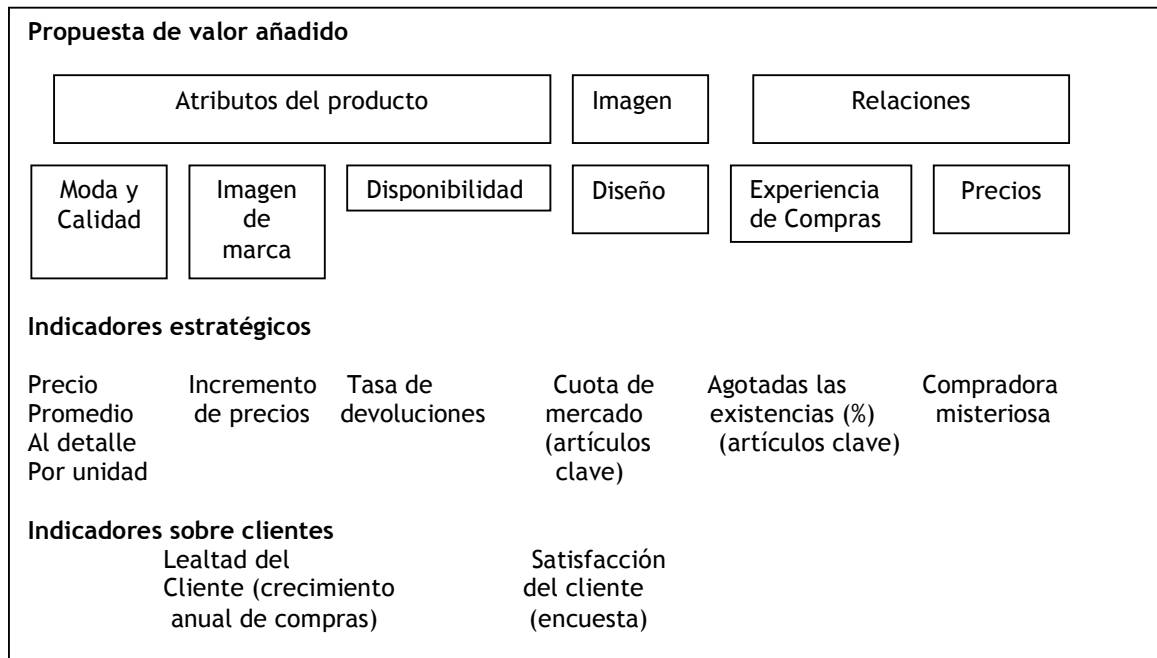 Propuesta de valor añadido
Atributos del producto
Imagen
Relaciones
Moda y
Calidad
Imagen
de
marca
Disponibilidad
Diseño
Experiencia
de Compras
Precios
Indicadores estratégicos
Precio
Promedio
Al detalle
Por unidad
Incremento
de precios
Tasa de
devoluciones
Cuota de
mercado
(artículos
clave)
Agotadas las
existencias (%)
(artículos clave)
Compradora
misteriosa
Indicadores sobre clientes
Lealtad del
Cliente (crecimiento
anual de compras)
Satisfacción
del cliente
(encuesta)